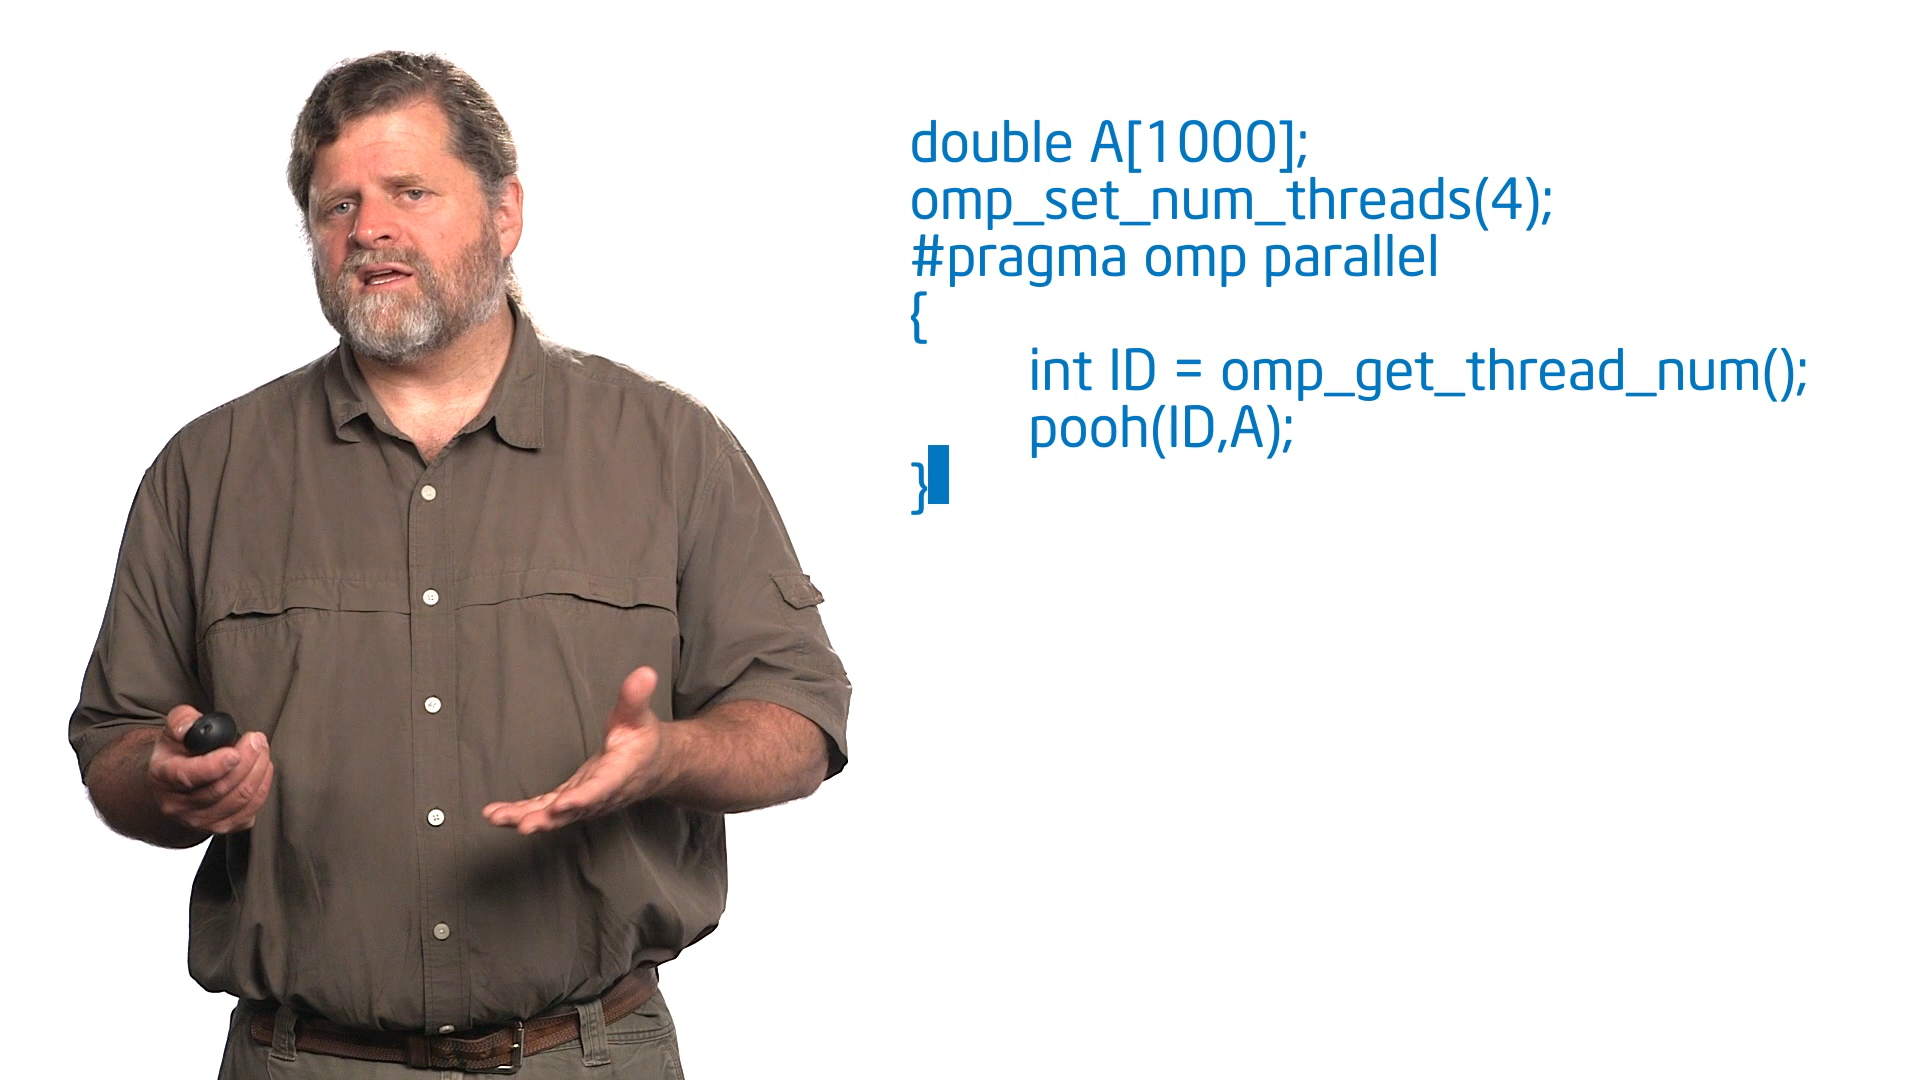 double A[1000];
omp_set_num_threads(4);
#pragma omp parallel
{
int ID = omp_get_thread_num();
pooh(ID,A);
}